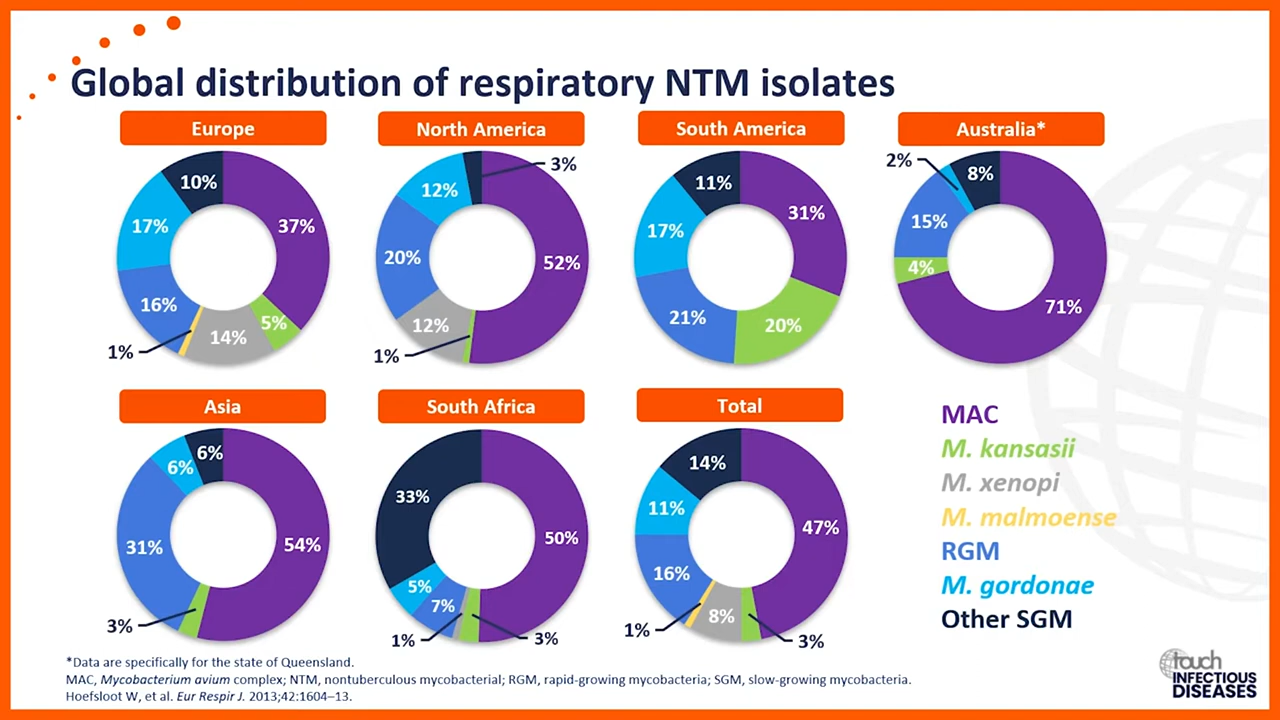 Global distribution of respiratory NTM isolates
Europe
10%
37%
17%
16%
5%
14%
1%
North America
3%
12%
20%
52%
12%
1%
South America
11%
31%
17%
21%
20%
Australia*
2%
8%
15%
4%
71%
Asia
6%
6%
31%
54%
3%
South Africa
33%
50%
5%
7%
1%
3%
Total
14%
47%
11%
16%
8%
1%
3%
MAC
M. kansasii
M. xenopi
M. malmoense
RGM
M. gordonae
Other SGM
*Data are specifically for the state of Queensland.
MAC, Mycobacterium avium complex; NTM, nontuberculous mycobacterial; RGM, rapid-growing mycobacteria; SGM, slow-growing mycobacteria.
Hoefsloot W, et al. Eur Respir J. 2013;42:1604–13.
touch
INFECTIOUS
DISEASES